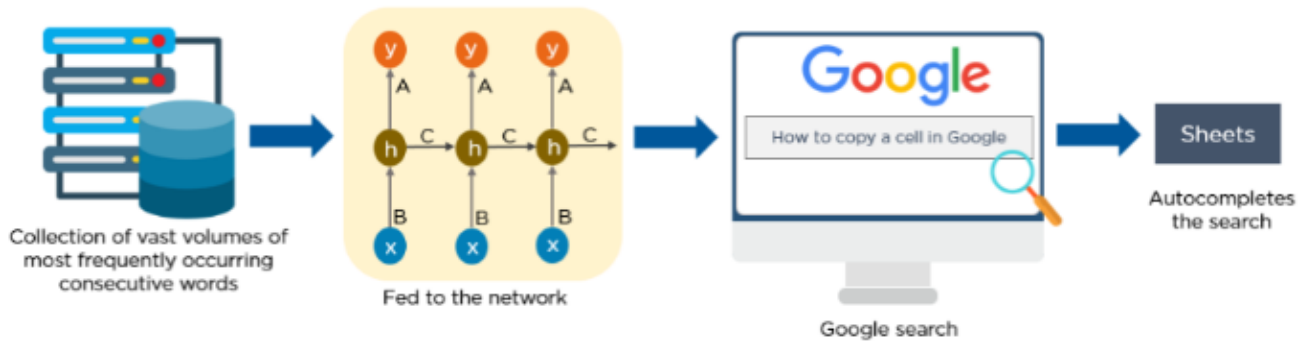 Collection of vast volumes of
most frequently occurring
consecutive words
y y y
A A A
h C h C h C
B B B
x x x
Fed to the network
Google
How to copy a cell in Google
Google search
Sheets
Autocompletes
the search